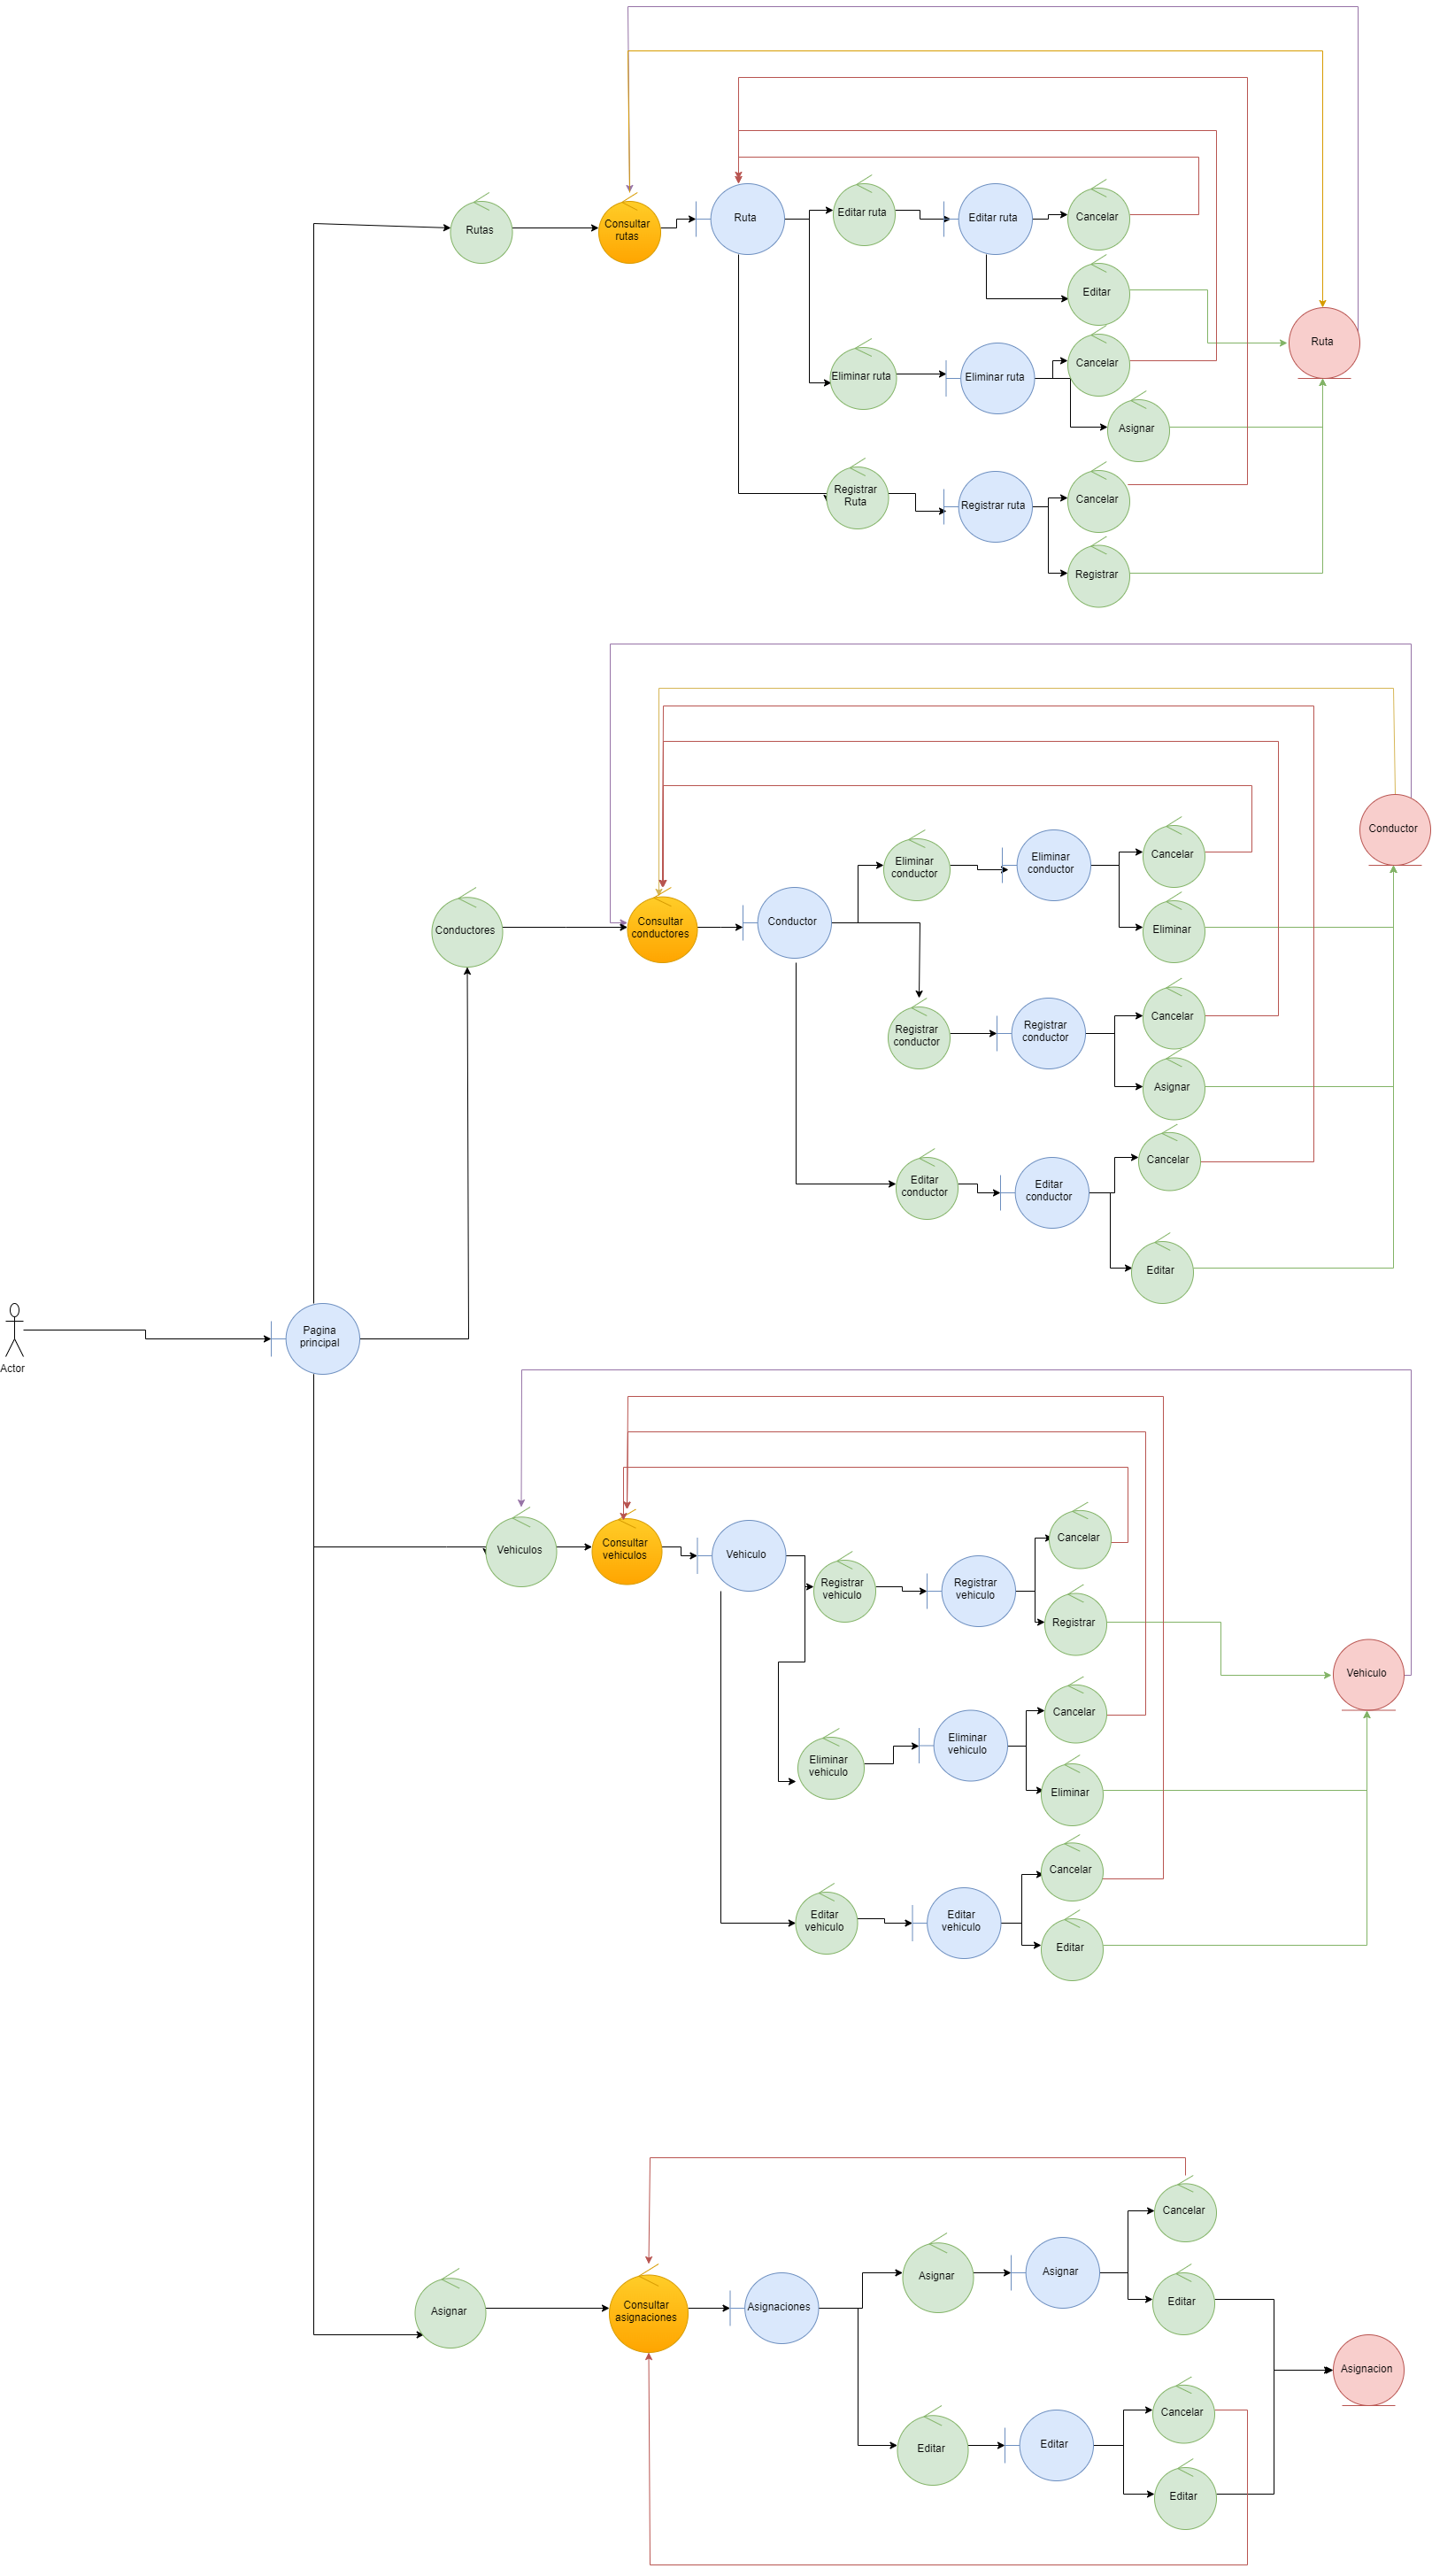 Rutas
Consultar
rutas
Ruta
Editar ruta
Editar ruta
Cancelar
Editar
Ruta
Eliminar ruta
Eliminar ruta
Cancelar
Asignar
Registrar
Ruta
Registrar ruta
Cancelar
Registrar
Conductor
Eliminar
conductor
Eliminar
conductor
Cancelar
Conductores
Consultar
conductores
Conductor
Eliminar
Registrar
conductor
Registrar
conductor
Cancelar
Asignar
Editar
conductor
Editar
conductor
Cancelar
Editar
Actor
Pagina
principal
Vehiculos
Consultar
vehiculos
Vehiculo
Registrar
vehiculo
Registrar
vehiculo
Cancelar
Registrar
Vehiculo
Eliminar
vehiculo
Eliminar
vehiculo
Cancelar
Eliminar
Editar
vehiculo
Editar
vehiculo
Cancelar
Editar
Asignar
Consultar
asignaciones
Asignaciones
Asignar
Asignar
Cancelar
Editar
Asignacion
Editar
Editar
Cancelar
Editar